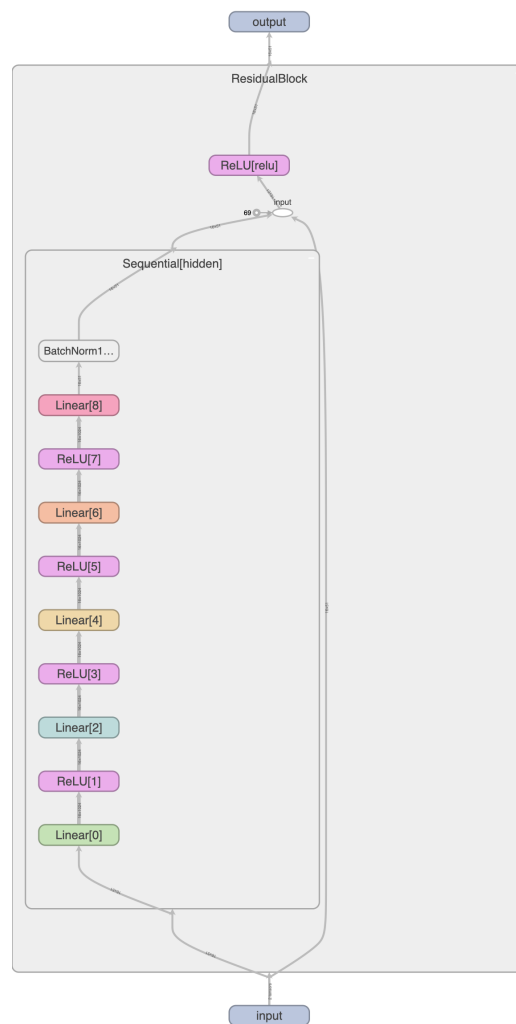 output
ResidualBlock
ReLU[relu]
input
69
Sequential[hidden]
BatchNorm1...
Linear[8]
ReLU[7]
Linear[6]
ReLU[5]
Linear[4]
ReLU[3]
Linear[2]
ReLU[1]
Linear[0]
input